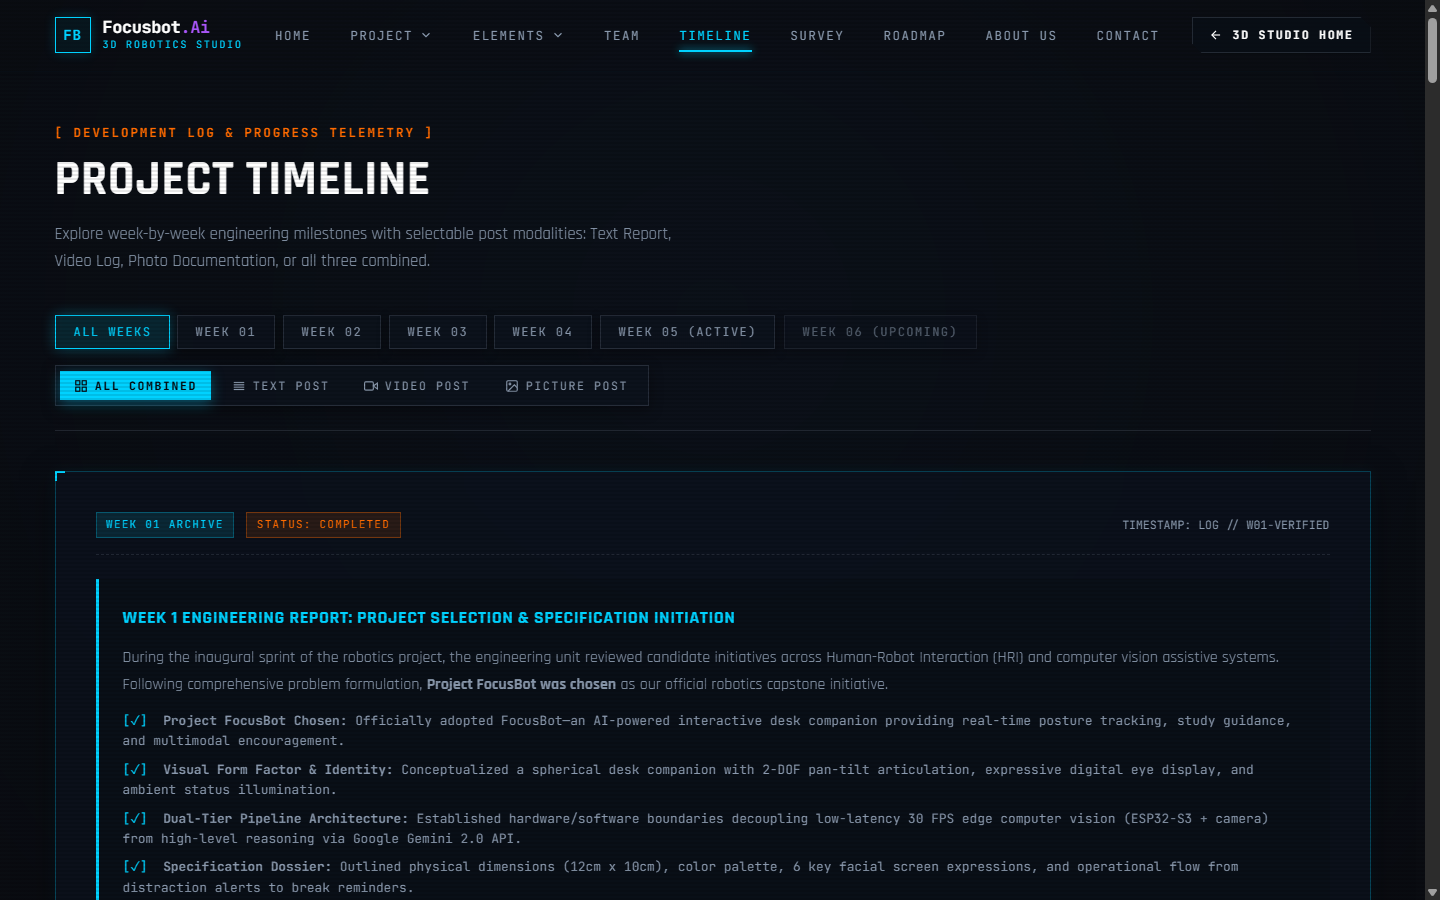 FB
Focusbot.Ai
3D ROBOTICS STUDIO
HOME
PROJECT
ELEMENTS
TEAM
TIMELINE
SURVEY
ROADMAP
ABOUT US
CONTACT
← 3D STUDIO HOME
[ DEVELOPMENT LOG & PROGRESS TELEMETRY ]
PROJECT TIMELINE
Explore week-by-week engineering milestones with selectable post modalities: Text Report,
Video Log, Photo Documentation, or all three combined.
ALL WEEKS
WEEK 01
WEEK 02
WEEK 03
WEEK 04
WEEK 05 (ACTIVE)
WEEK 06 (UPCOMING)
ALL COMBINED
TEXT POST
VIDEO POST
PICTURE POST
WEEK 01 ARCHIVE
STATUS: COMPLETED
TIMESTAMP: LOG // W01-VERIFIED
WEEK 1 ENGINEERING REPORT: PROJECT SELECTION & SPECIFICATION INITIATION
During the inaugural sprint of the robotics project, the engineering unit reviewed candidate initiatives across Human-Robot Interaction (HRI) and computer vision assistive systems.
Following comprehensive problem formulation, Project FocusBot was chosen as our official robotics capstone initiative.
[✓] Project FocusBot Chosen: Officially adopted FocusBot—an AI-powered interactive desk companion providing real-time posture tracking, study guidance,
and multimodal encouragement.
[✓] Visual Form Factor & Identity: Conceptualized a spherical desk companion with 2-DOF pan-tilt articulation, expressive digital eye display, and
ambient status illumination.
[✓] Dual-Tier Pipeline Architecture: Established hardware/software boundaries decoupling low-latency 30 FPS edge computer vision (ESP32-S3 + camera)
from high-level reasoning via Google Gemini 2.0 API.
[✓] Specification Dossier: Outlined physical dimensions (12cm x 10cm), color palette, 6 key facial screen expressions, and operational flow from
distraction alerts to break reminders.